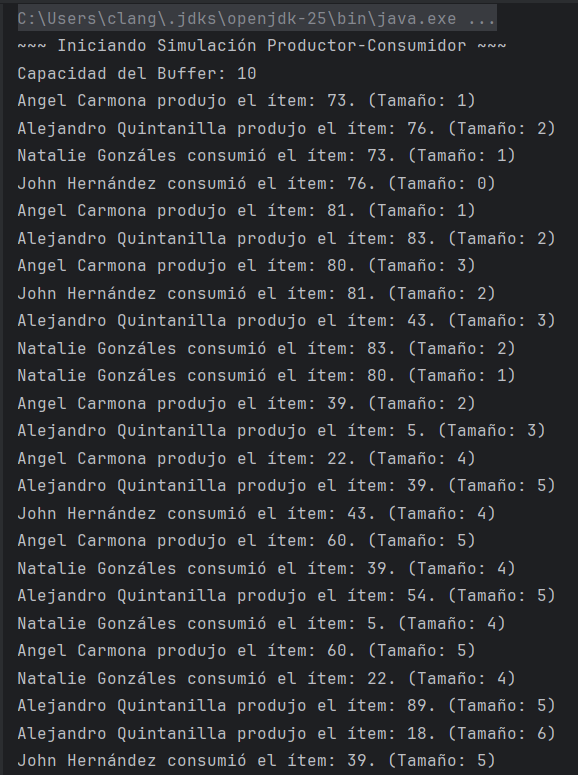 C:\Users\clang\.jdks\openjdk-25\bin\java.exe ...
~~~ Iniciando Simulación Productor-Consumidor ~~~
Capacidad del Buffer: 10
Angel Carmona produjo el ítem: 73. (Tamaño: 1)
Alejandro Quintanilla produjo el ítem: 76. (Tamaño: 2)
Natalie Gonzáles consumió el ítem: 73. (Tamaño: 1)
John Hernández consumió el ítem: 76. (Tamaño: 0)
Angel Carmona produjo el ítem: 81. (Tamaño: 1)
Alejandro Quintanilla produjo el ítem: 83. (Tamaño: 2)
Angel Carmona produjo el ítem: 80. (Tamaño: 3)
John Hernández consumió el ítem: 81. (Tamaño: 2)
Alejandro Quintanilla produjo el ítem: 43. (Tamaño: 3)
Natalie Gonzáles consumió el ítem: 83. (Tamaño: 2)
Natalie Gonzáles consumió el ítem: 80. (Tamaño: 1)
Angel Carmona produjo el ítem: 39. (Tamaño: 2)
Alejandro Quintanilla produjo el ítem: 5. (Tamaño: 3)
Angel Carmona produjo el ítem: 22. (Tamaño: 4)
Alejandro Quintanilla produjo el ítem: 39. (Tamaño: 5)
John Hernández consumió el ítem: 43. (Tamaño: 4)
Angel Carmona produjo el ítem: 60. (Tamaño: 5)
Natalie Gonzáles consumió el ítem: 39. (Tamaño: 4)
Alejandro Quintanilla produjo el ítem: 54. (Tamaño: 5)
Natalie Gonzáles consumió el ítem: 5. (Tamaño: 4)
Angel Carmona produjo el ítem: 60. (Tamaño: 5)
Natalie Gonzáles consumió el ítem: 22. (Tamaño: 4)
Alejandro Quintanilla produjo el ítem: 89. (Tamaño: 5)
Alejandro Quintanilla produjo el ítem: 18. (Tamaño: 6)
John Hernández consumió el ítem: 39. (Tamaño: 5)